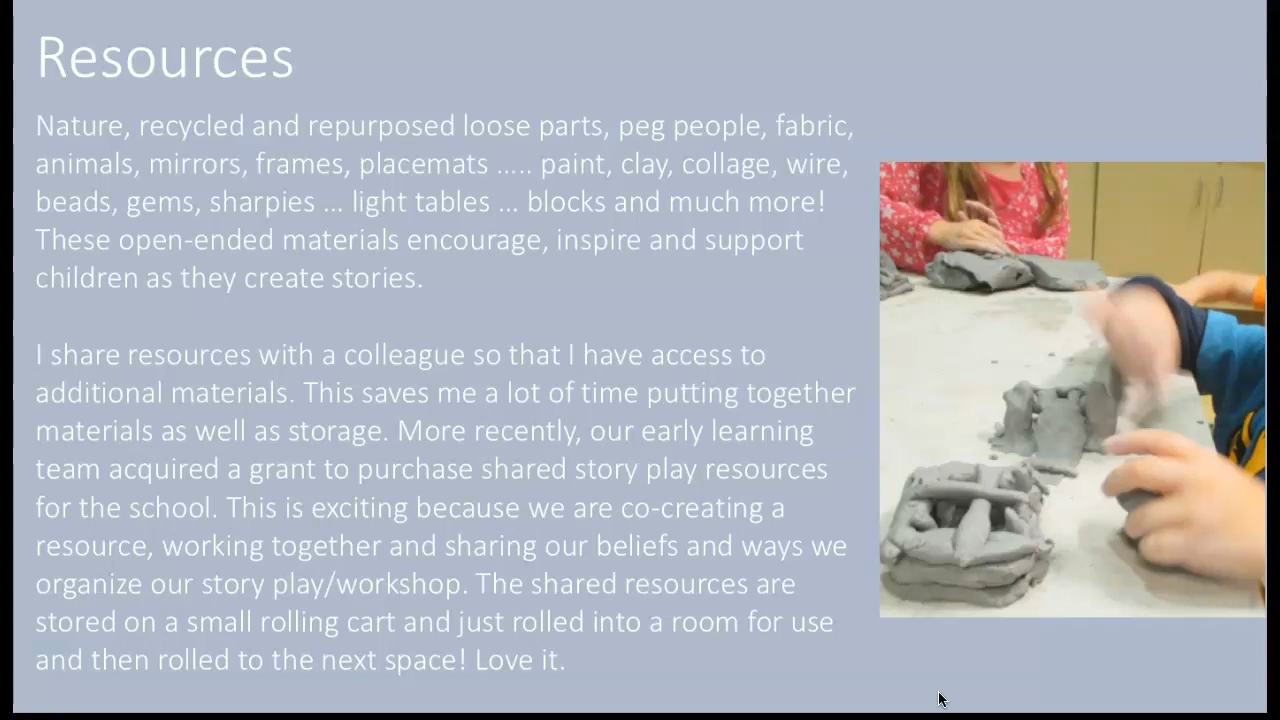 Resources
Nature, recycled and repurposed loose parts, peg people, fabric,
animals, mirrors, frames, placemats ..... paint, clay, collage, wire,
beads, gems, sharpies ... light tables ... blocks and much more!
These open-ended materials encourage, inspire and support
children as they create stories.
I share resources with a colleague so that I have access to
additional materials. This saves me a lot of time putting together
materials as well as storage. More recently, our early learning
team acquired a grant to purchase shared story play resources
for the school. This is exciting because we are co-creating a
resource, working together and sharing our beliefs and ways we
organize our story play/workshop. The shared resources are
stored on a small rolling cart and just rolled into a room for use
and then rolled to the next space! Love it.